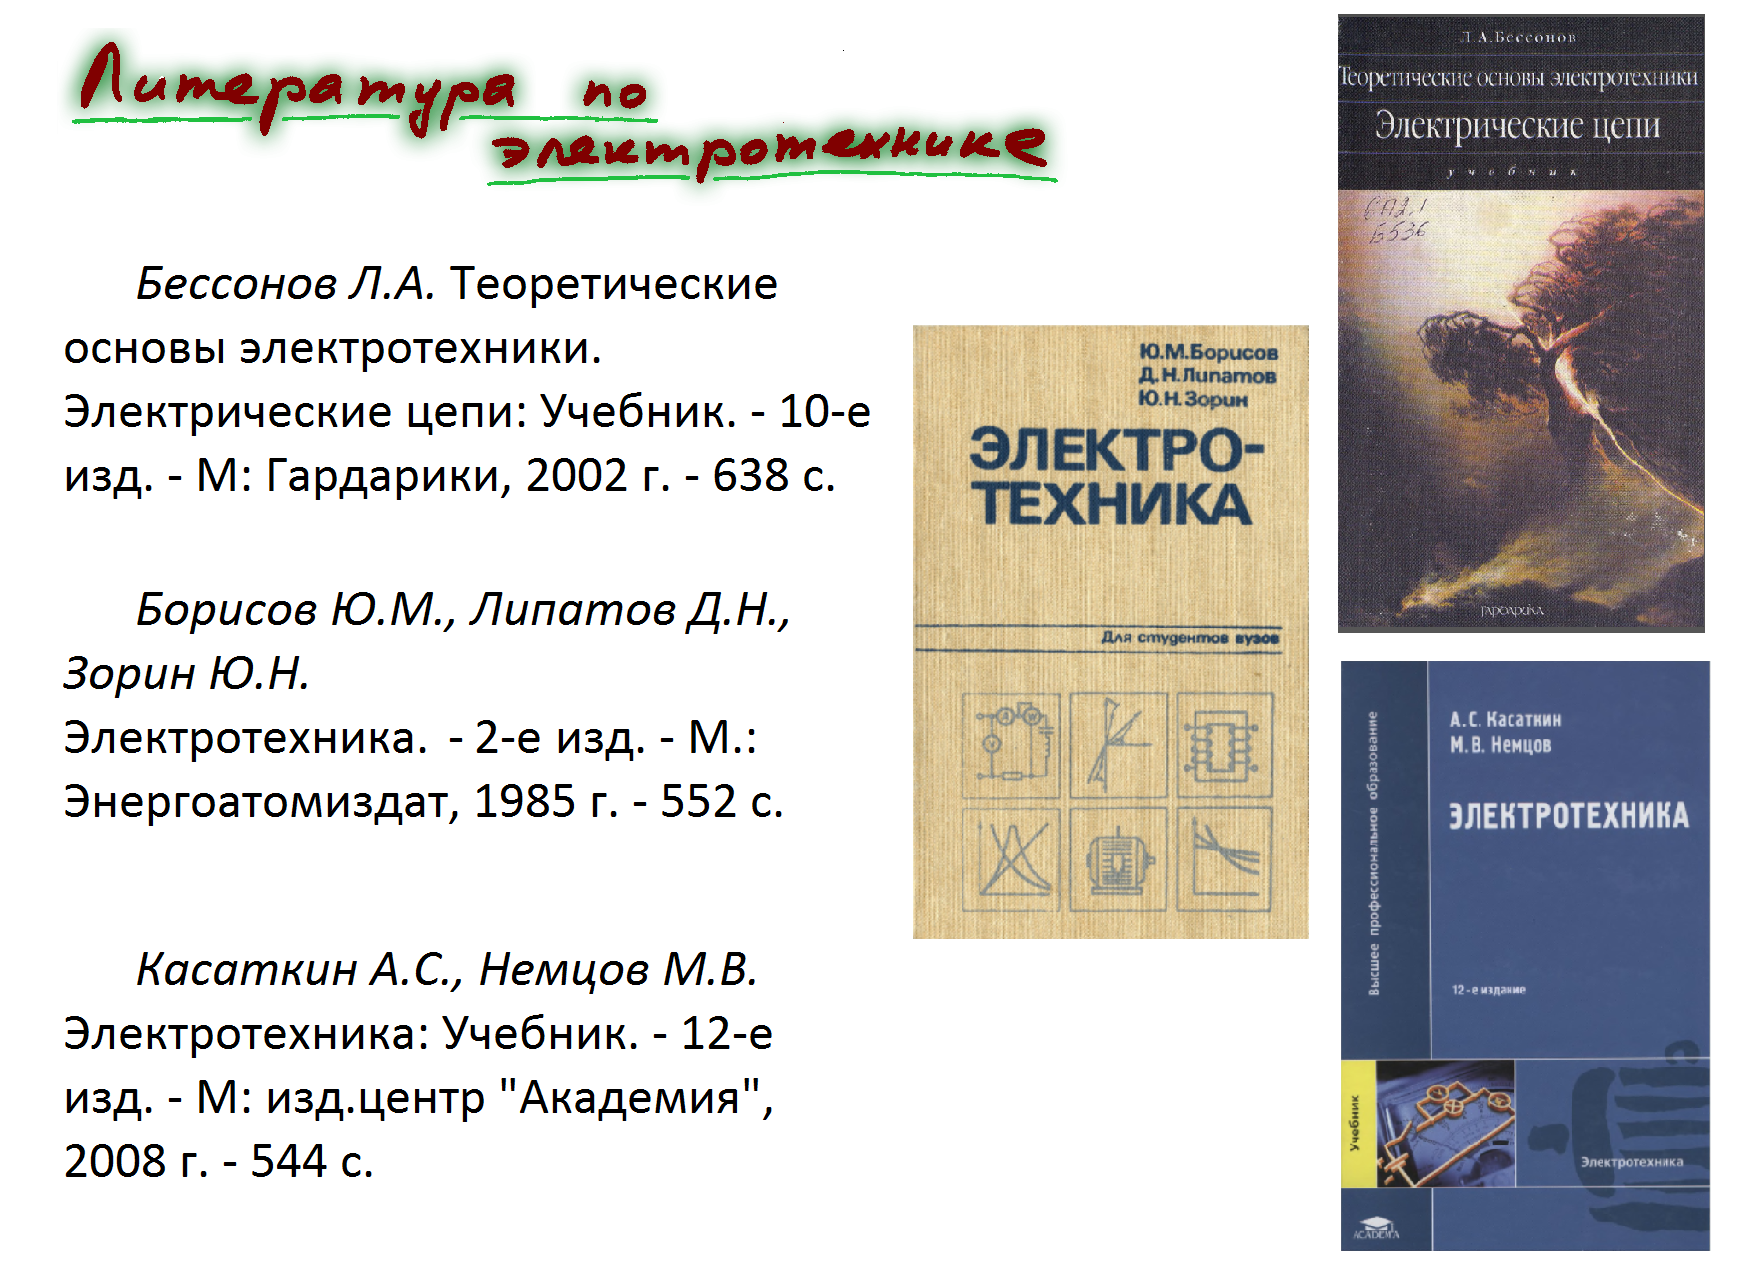 Литература по
электротехнике
Бессонов Л.А. Теоретические
основы электротехники.
Электрические цепи: Учебник. - 10-е
изд. - М: Гардарики, 2002 г. - 638 с.
Борисов Ю.М., Липатов Д.Н.,
Зорин Ю.Н.
Электротехника.  - 2-е изд. - М.:
Энергоатомиздат, 1985 г. - 552 с.
Касаткин А.С., Немцов М.В.
Электротехника: Учебник. - 12-е
изд. - М: изд.центр "Академия",
2008 г. - 544 с.
Ю.М.Борисов
Д.Н.Липатов
Ю.Н.Зорин
ЭЛЕКТРО-
ТЕХНИКА
Для студентов вузов
Л.А.Бессонов
Теоретические основы электротехники
Электрические цепи
учебник
Б536
ГАРДАРИКА
А.С. Касаткин
М.В. Немцов
ЭЛЕКТРОТЕХНИКА
Высшее профессиональное образование
12-е издание
Учебник
Электротехника
ACADEMA